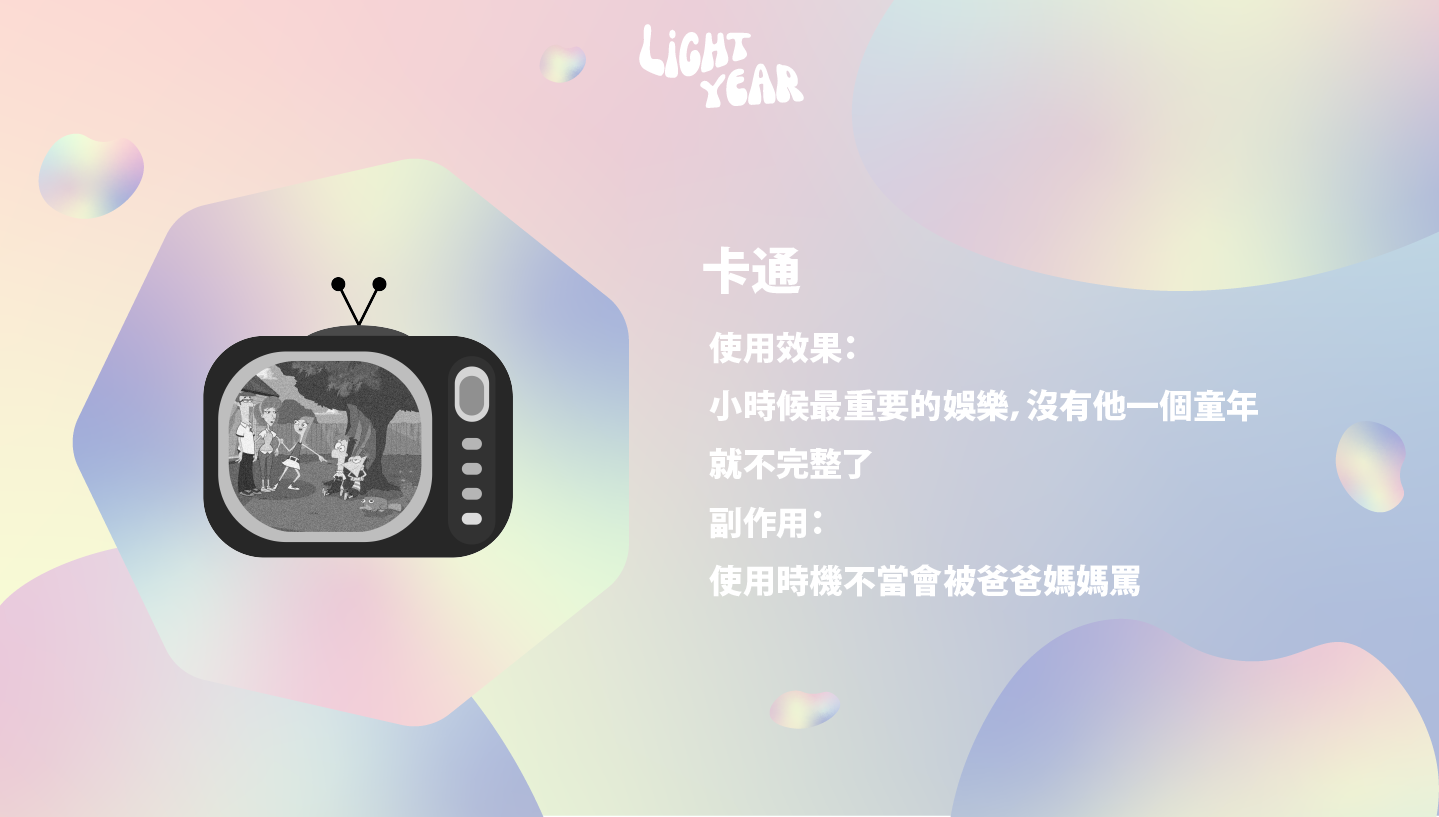 LiGHT
YEAR
卡通
使用效果：
小時候最重要的娛樂, 沒有他一個童年
就不完整了
副作用：
使用時機不當會被爸爸媽媽罵